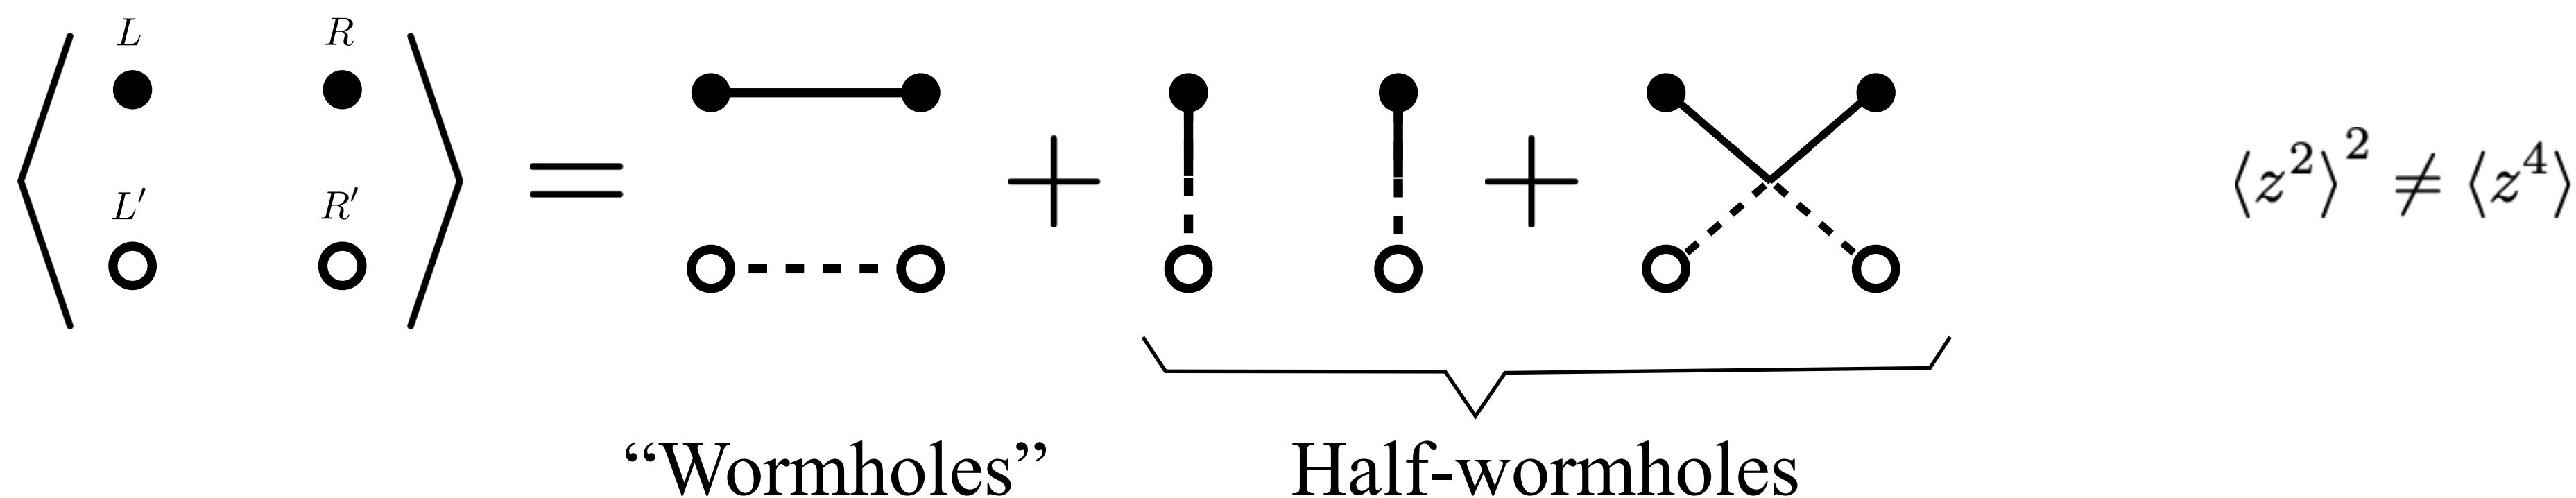 L R
L′ R′
= + +
⟨z²⟩² ≠ ⟨z⁴⟩
“Wormholes” Half-wormholes